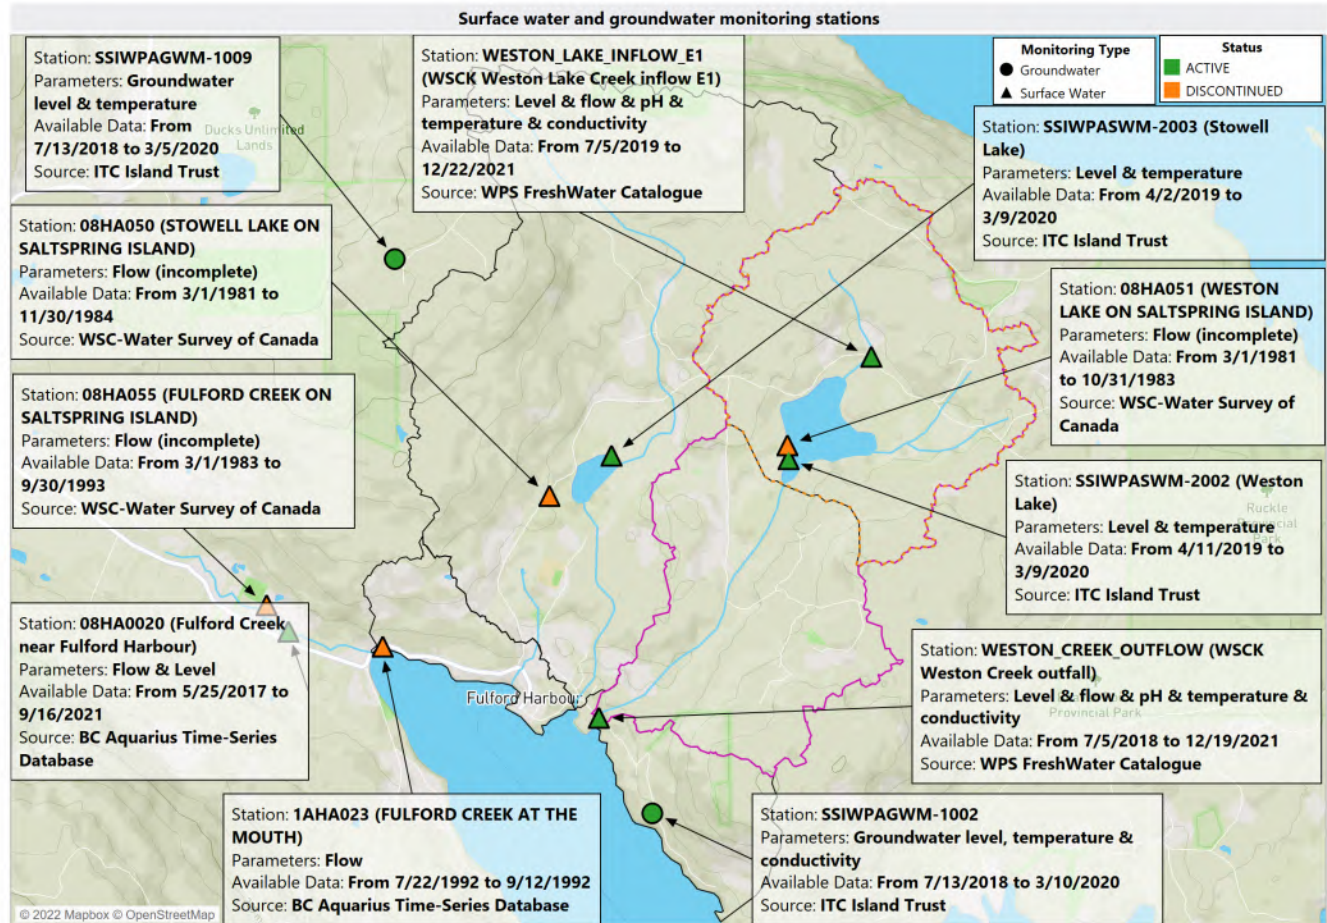 Surface water and groundwater monitoring stations
Station: SSIWPAGWM-1009
Parameters: Groundwater
level & temperature
Available Data: From
7/13/2018 to 3/5/2020
Source: ITC Island Trust
Ducks Unlimited
Lands
Station: WESTON_LAKE_INFLOW_E1
(WSCK Weston Lake Creek inflow E1)
Parameters: Level & flow & pH &
temperature & conductivity
Available Data: From 7/5/2019 to
12/22/2021
Source: WPS FreshWater Catalogue
Monitoring Type
Groundwater
Surface Water
Status
ACTIVE
DISCONTINUED
Station: SSIWPASWM-2003 (Stowell
Lake)
Parameters: Level & temperature
Available Data: From 4/2/2019 to
3/9/2020
Source: ITC Island Trust
Station: 08HA050 (STOWELL LAKE ON
SALTSPRING ISLAND)
Parameters: Flow (incomplete)
Available Data: From 3/1/1981 to
11/30/1984
Source: WSC-Water Survey of Canada
Station: 08HA051 (WESTON
LAKE ON SALTSPRING ISLAND)
Parameters: Flow (incomplete)
Available Data: From 3/1/1981
to 10/31/1983
Source: WSC-Water Survey of
Canada
Station: 08HA055 (FULFORD CREEK ON
SALTSPRING ISLAND)
Parameters: Flow (incomplete)
Available Data: From 3/1/1983 to
9/30/1993
Source: WSC-Water Survey of Canada
Station: SSIWPASWM-2002 (Weston
Lake)
Parameters: Level & temperature
Available Data: From 4/11/2019 to
3/9/2020
Source: ITC Island Trust
Ruckle
Provincial
Park
Station: 08HA0020 (Fulford Creek
near Fulford Harbour)
Parameters: Flow & Level
Available Data: From 5/25/2017 to
9/16/2021
Source: BC Aquarius Time-Series
Database
Fulford Harbour
Station: WESTON_CREEK_OUTFLOW (WSCK
Weston Creek outfall)
Parameters: Level & flow & pH & temperature &
conductivity
Provincial Park
Available Data: From 7/5/2018 to 12/19/2021
Source: WPS FreshWater Catalogue
Station: 1AHA023 (FULFORD CREEK AT THE
MOUTH)
Parameters: Flow
Available Data: From 7/22/1992 to 9/12/1992
Source: BC Aquarius Time-Series Database
Station: SSIWPAGWM-1002
Parameters: Groundwater level, temperature &
conductivity
Available Data: From 7/13/2018 to 3/10/2020
Source: ITC Island Trust
© 2022 Mapbox © OpenStreetMap